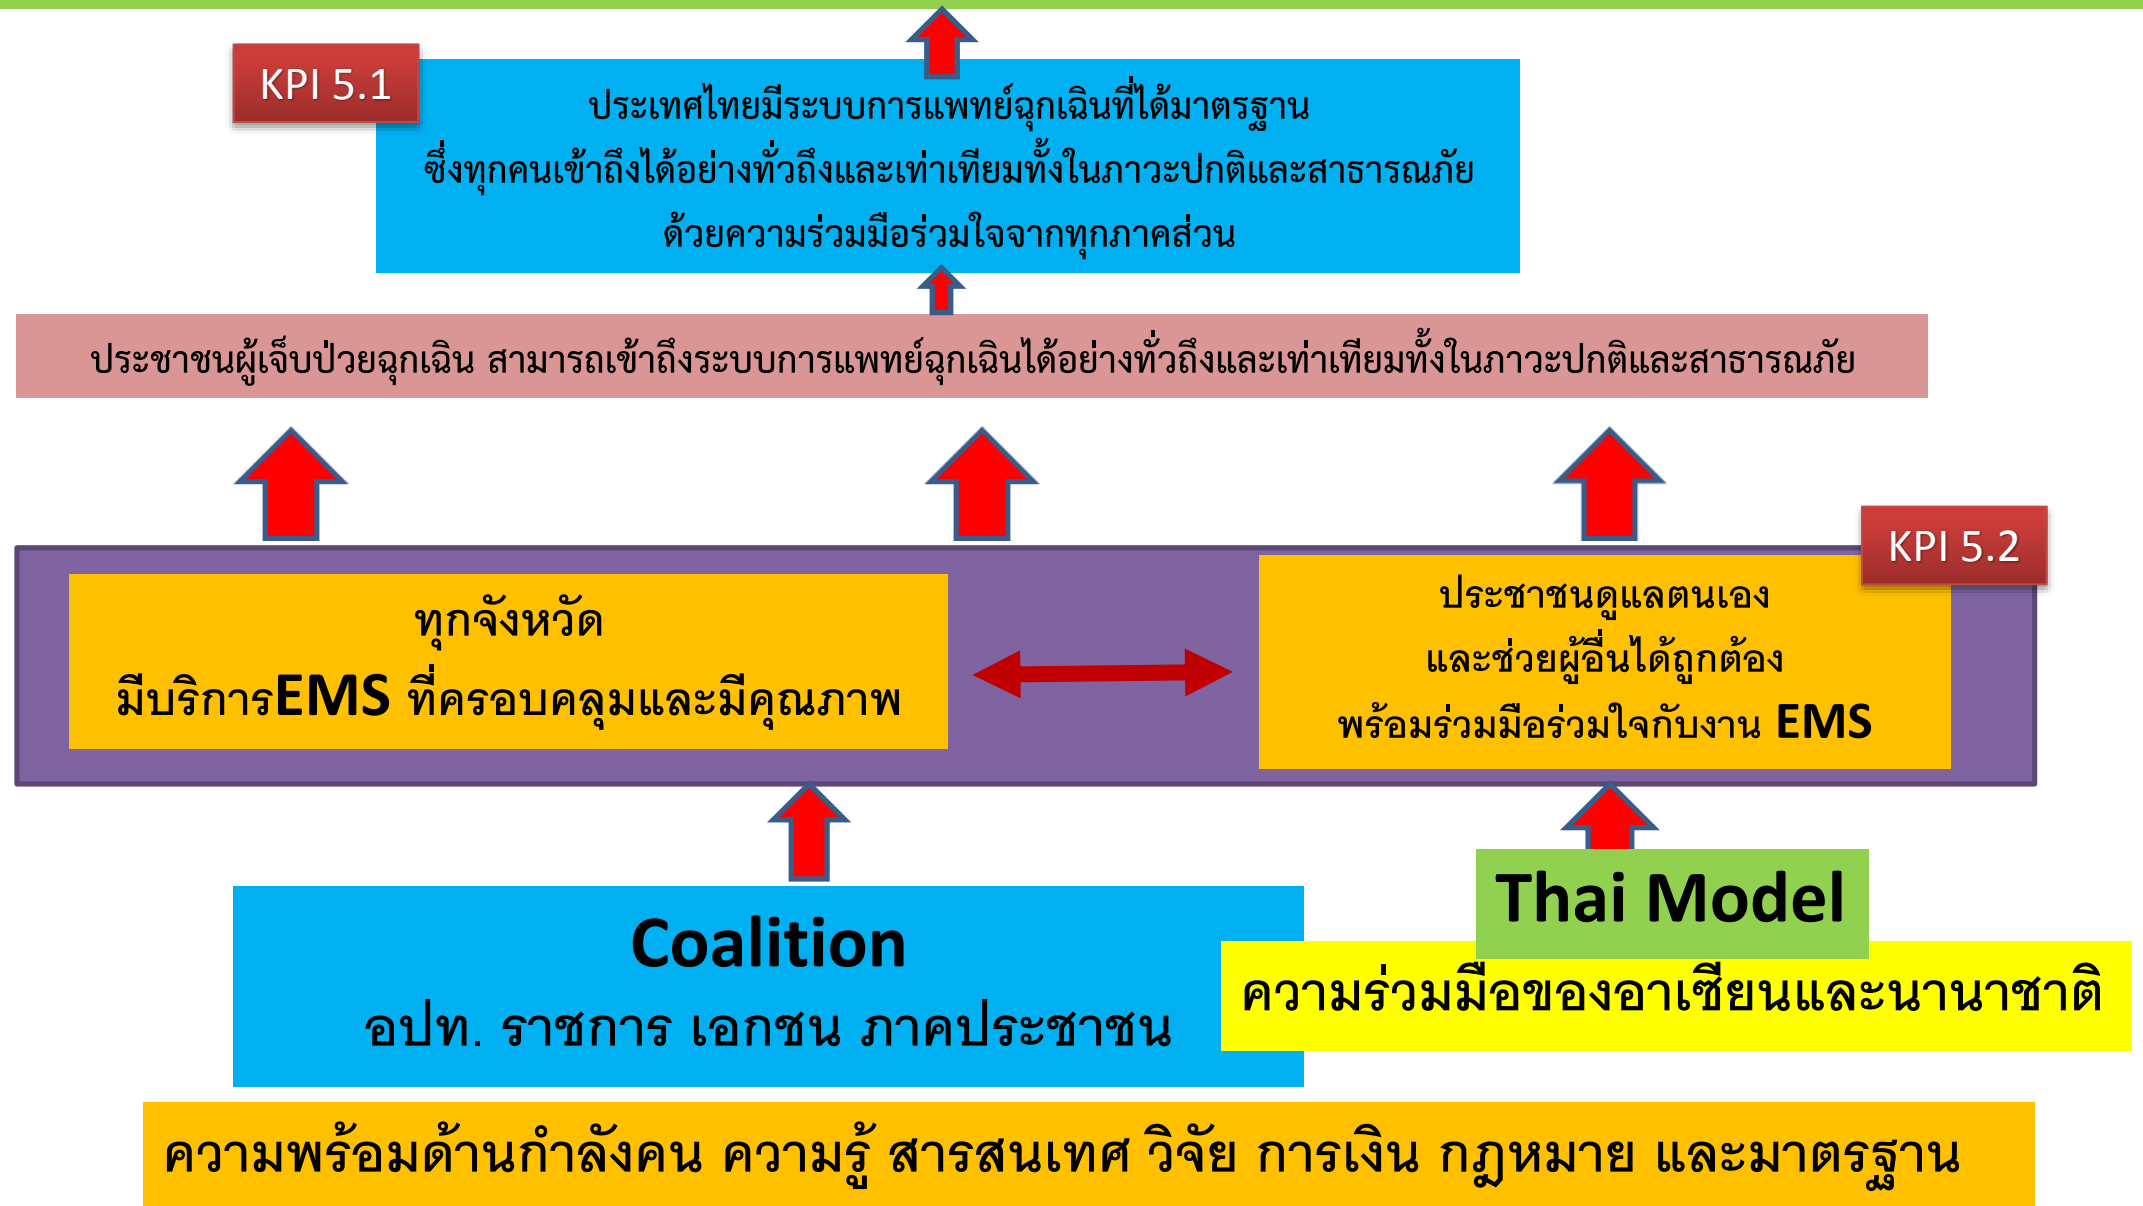 KPI 5.1
ประเทศไทยมีระบบการแพทย์ฉุกเฉินที่ได้มาตรฐาน
ซึ่งทุกคนเข้าถึงได้อย่างทั่วถึงและเท่าเทียมทั้งในภาวะปกติและสาธารณภัย
ด้วยความร่วมมือร่วมใจจากทุกภาคส่วน
ประชาชนผู้เจ็บป่วยฉุกเฉิน สามารถเข้าถึงระบบการแพทย์ฉุกเฉินได้อย่างทั่วถึงและเท่าเทียมทั้งในภาวะปกติและสาธารณภัย
ทุกจังหวัด
มีบริการEMS ที่ครอบคลุมและมีคุณภาพ
KPI 5.2
ประชาชนดูแลตนเอง
และช่วยผู้อื่นได้ถูกต้อง
พร้อมร่วมมือร่วมใจกับงาน EMS
Coalition
อปท. ราชการ เอกชน ภาคประชาชน
Thai Model
ความร่วมมือของอาเซียนและนานาชาติ
ความพร้อมด้านกำลังคน ความรู้ สารสนเทศ วิจัย การเงิน กฎหมาย และมาตรฐาน